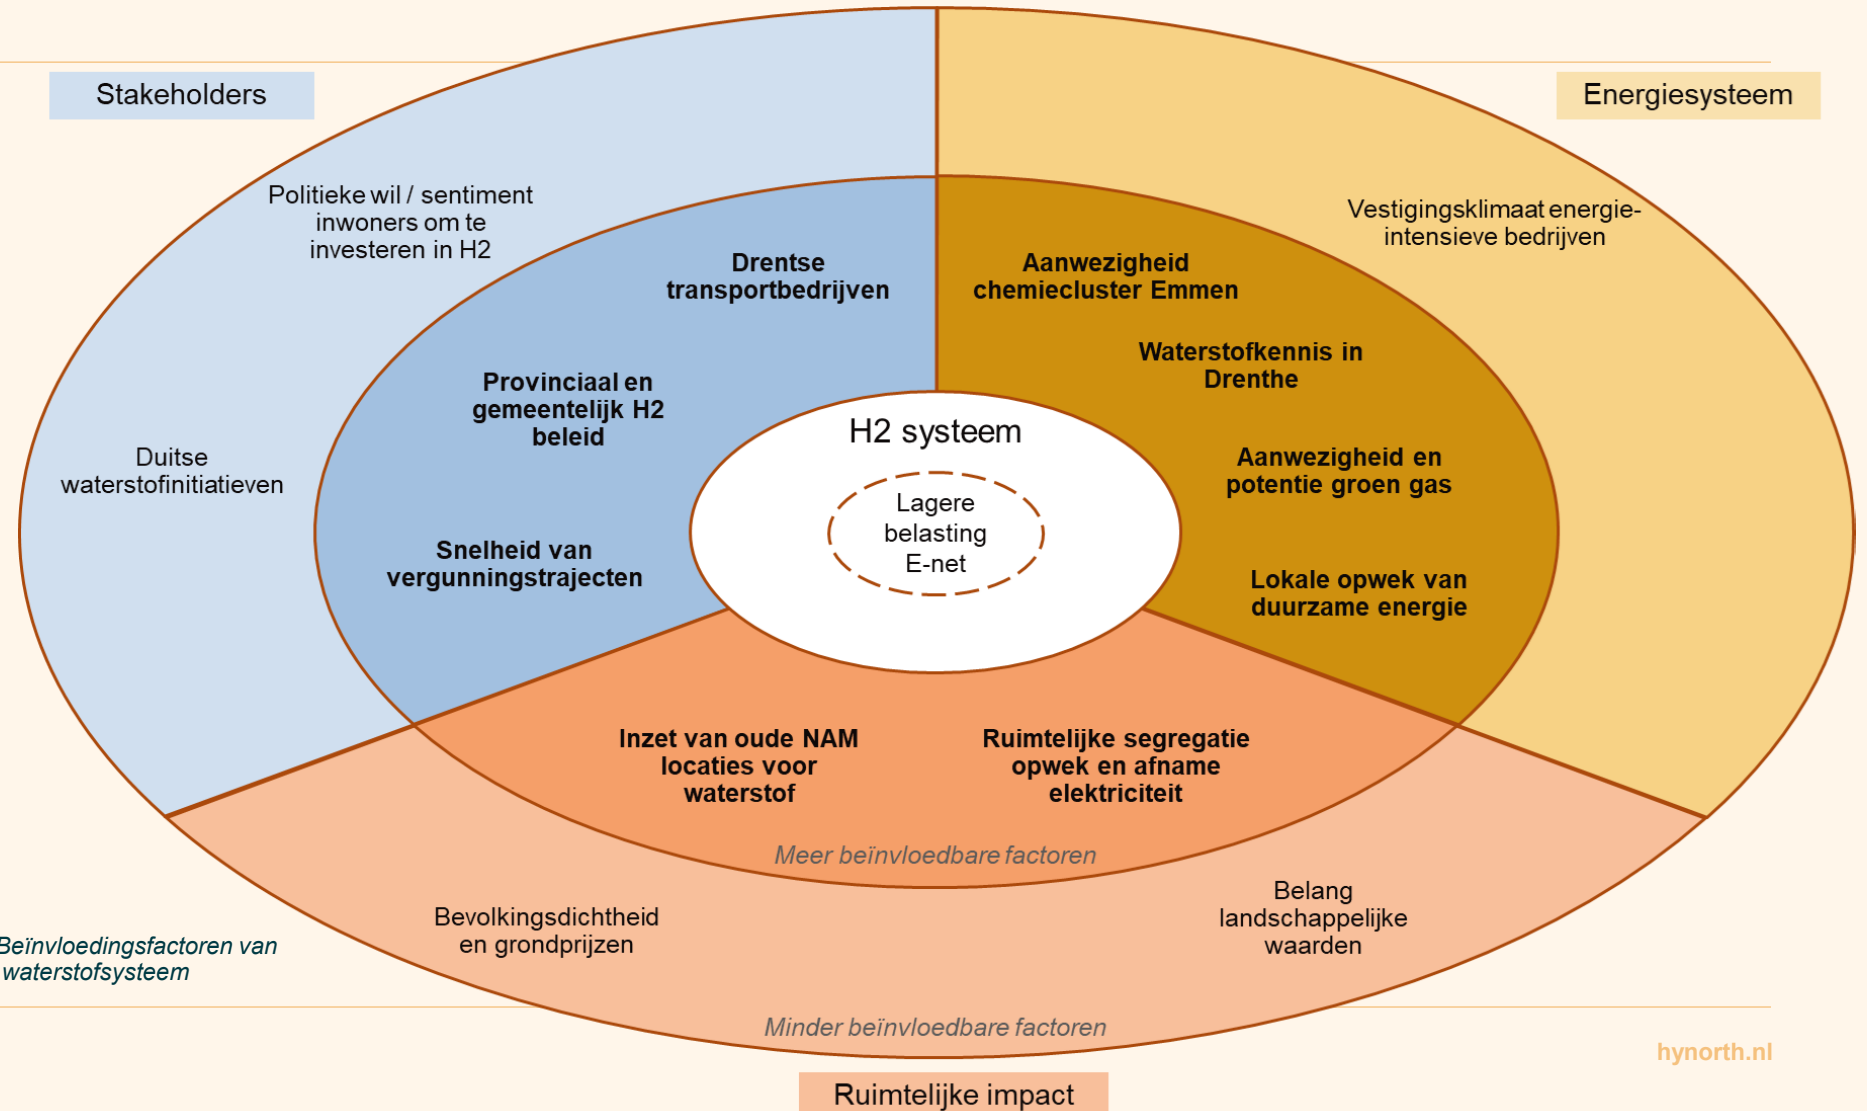 Stakeholders
Energiesysteem
Politieke wil / sentiment
inwoners om te
investeren in H2
Vestigingsklimaat energie-
intensieve bedrijven
Drentse
transportbedrijven
Aanwezigheid
chemiecluster Emmen
Waterstofkennis in
Drenthe
Provinciaal en
gemeentelijk H2
beleid
H2 systeem
Duitse
waterstofinitiatieven
Aanwezigheid en
potentie groen gas
Lagere
belasting
E-net
Snelheid van
vergunningstrajecten
Lokale opwek van
duurzame energie
Inzet van oude NAM
locaties voor
waterstof
Ruimtelijke segregatie
opwek en afname
elektriciteit
Meer beïnvloedbare factoren
Bevolkingsdichtheid
en grondprijzen
Belang
landschappelijke
waarden
Beïnvloedingsfactoren van
waterstofsysteem
Minder beïnvloedbare factoren
hynorth.nl
Ruimtelijke impact